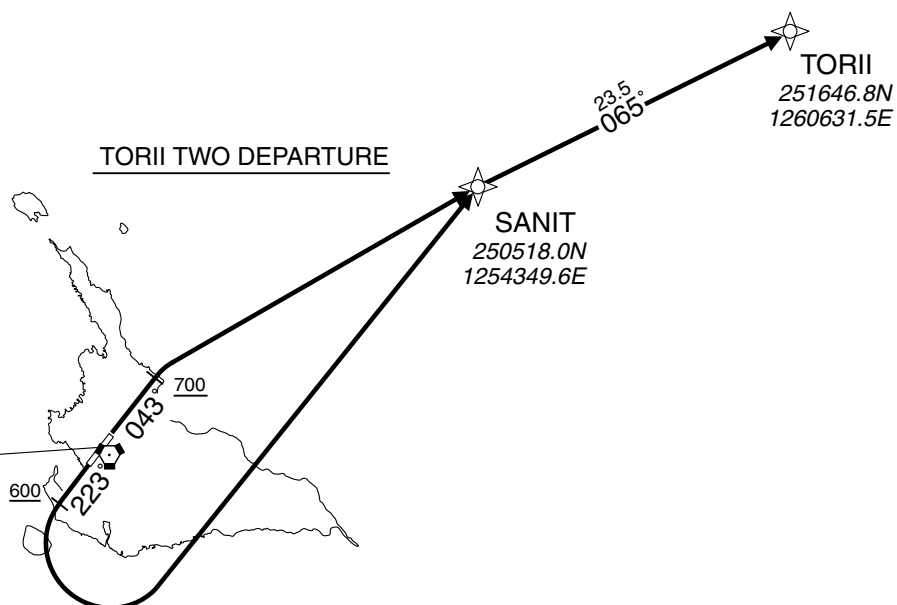 TORII
251646.8N
1260631.5E
23.5
065°
TORII TWO DEPARTURE
SANIT
250518.0N
1254349.6E
700
043°
600
223°